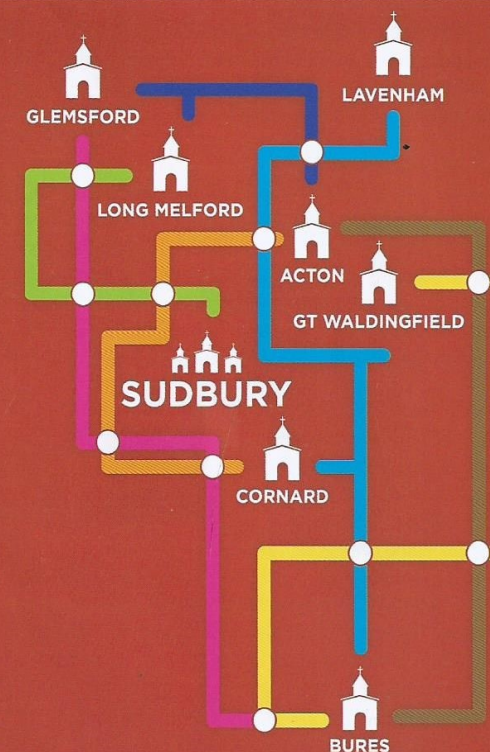 GLEMSFORD
LAVENHAM
LONG MELFORD
ACTON
GT WALDINGFIELD
SUDBURY
CORNARD
BURES